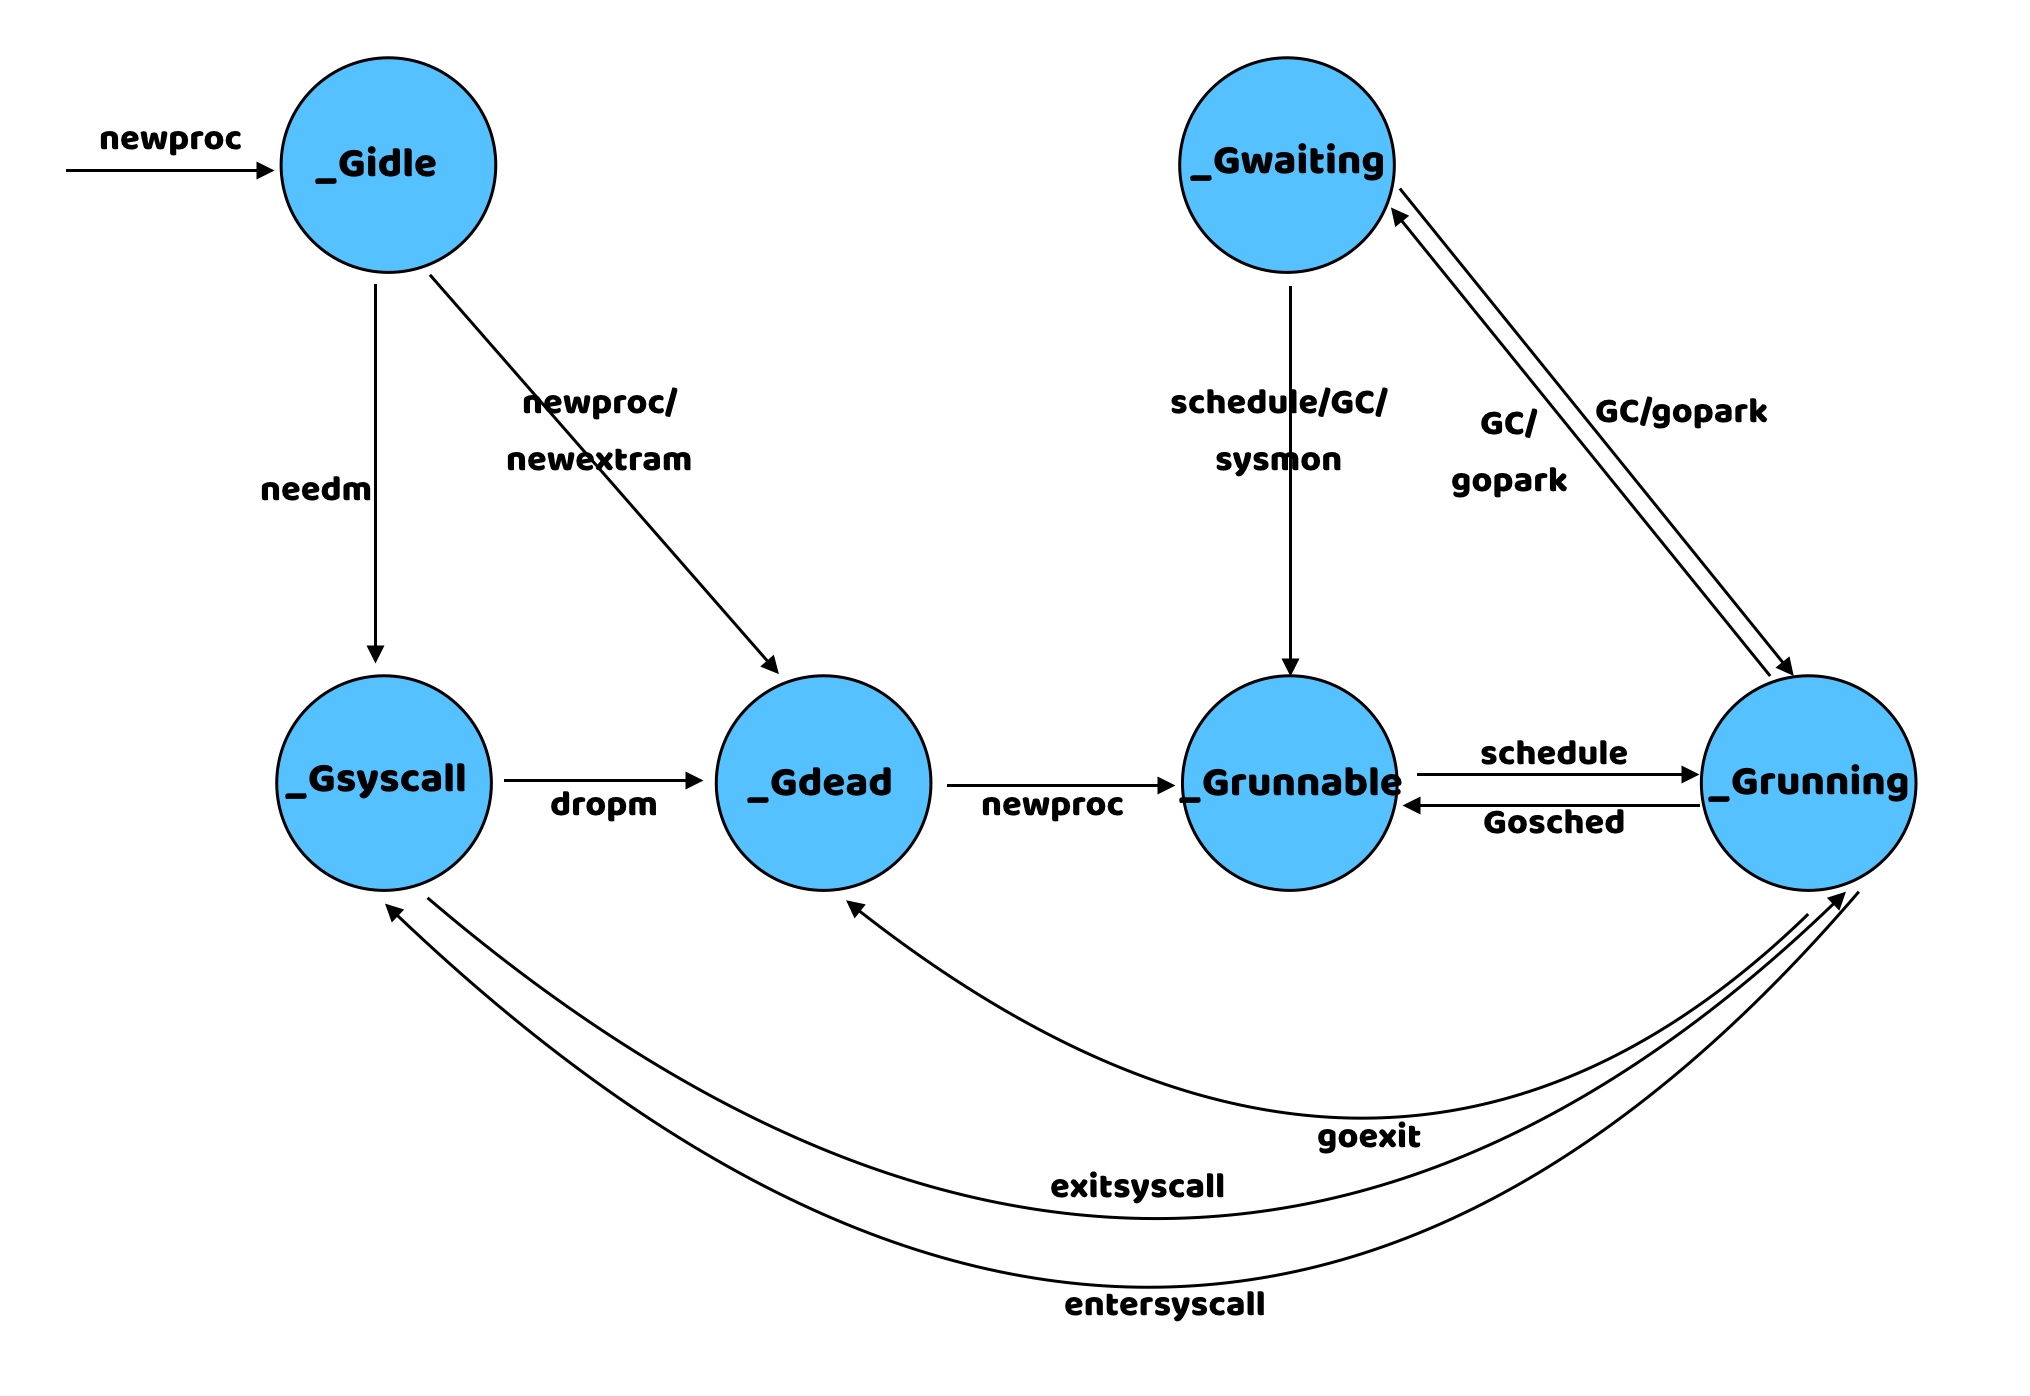 newproc
_Gidle
_Gwaiting
newproc/
newextram
needm
schedule/GC/
sysmon
GC/
gopark
GC/gopark
_Gsyscall
dropm
_Gdead
newproc
_Grunnable
schedule
Gosched
_Grunning
goexit
exitsyscall
entersyscall